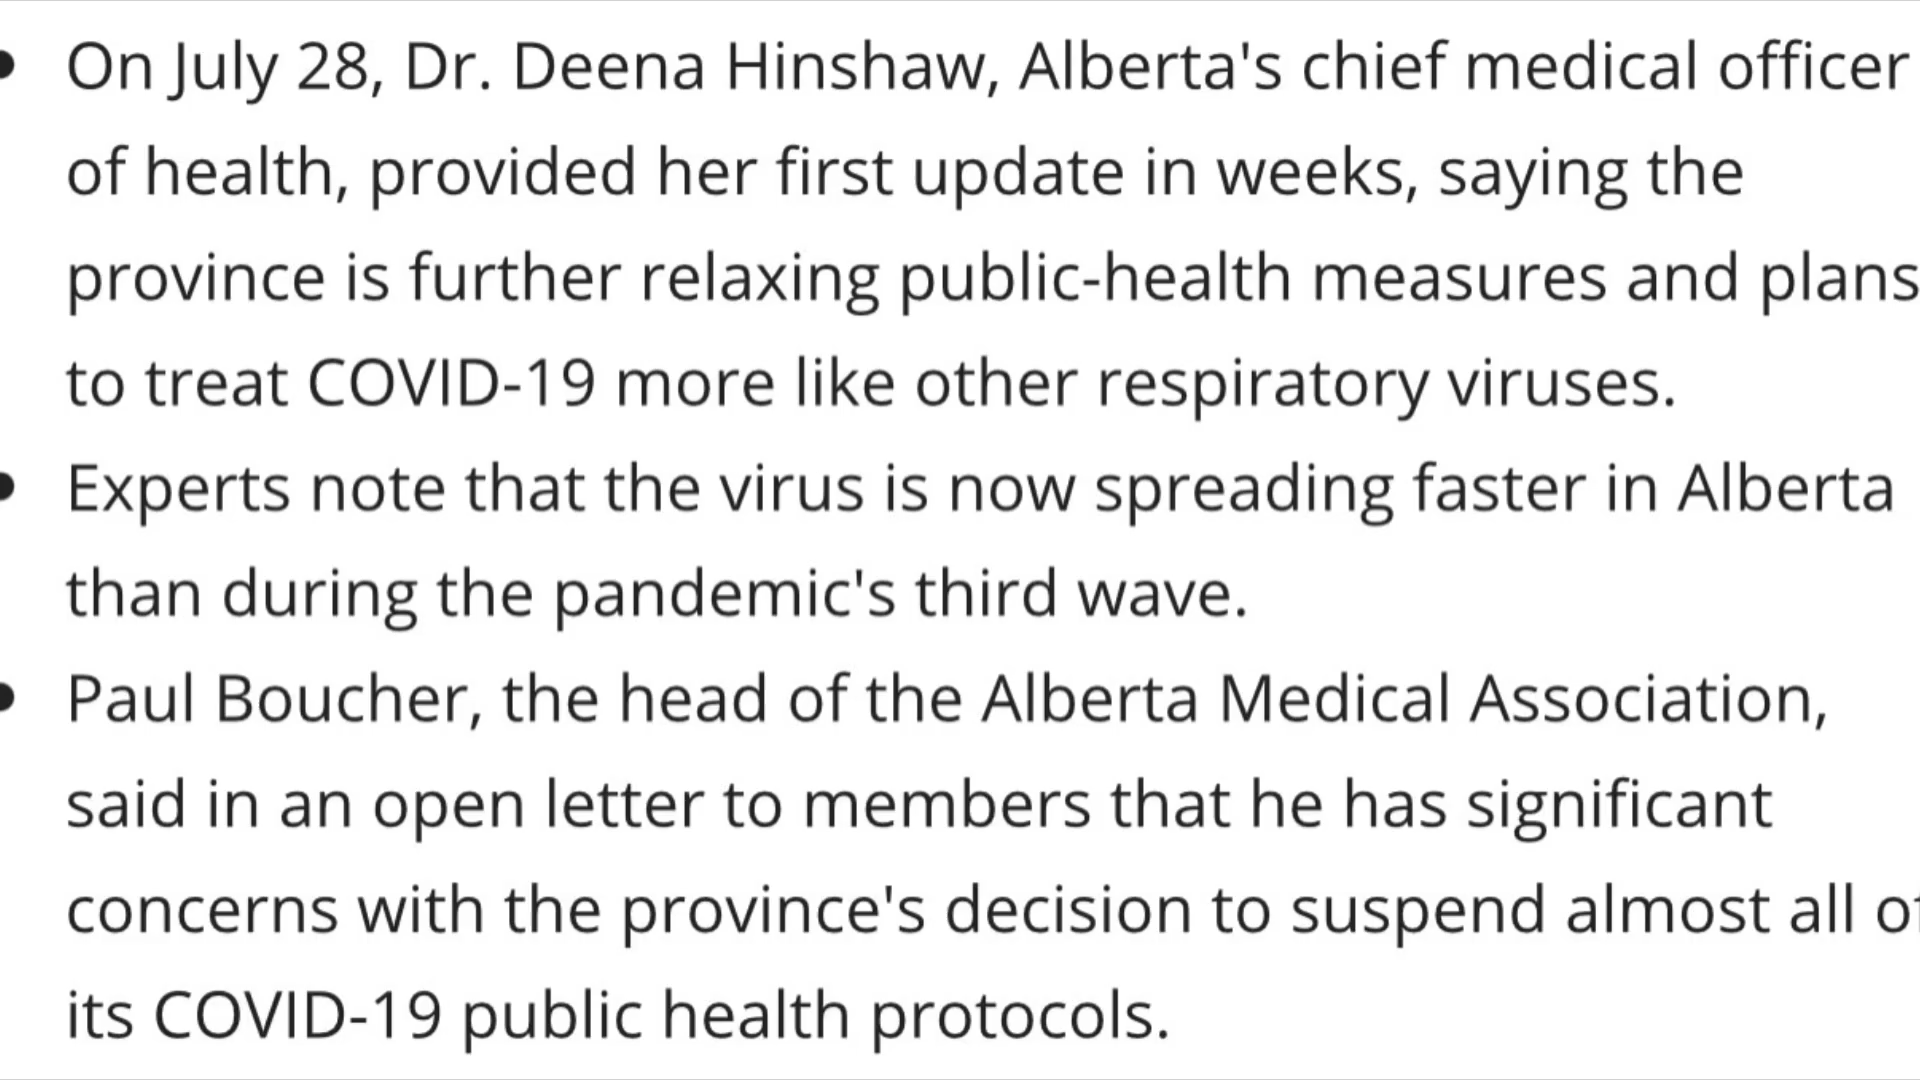 • On July 28, Dr. Deena Hinshaw, Alberta's chief medical officer
of health, provided her first update in weeks, saying the
province is further relaxing public-health measures and plans
to treat COVID-19 more like other respiratory viruses.
• Experts note that the virus is now spreading faster in Alberta
than during the pandemic's third wave.
• Paul Boucher, the head of the Alberta Medical Association,
said in an open letter to members that he has significant
concerns with the province's decision to suspend almost all of
its COVID-19 public health protocols.